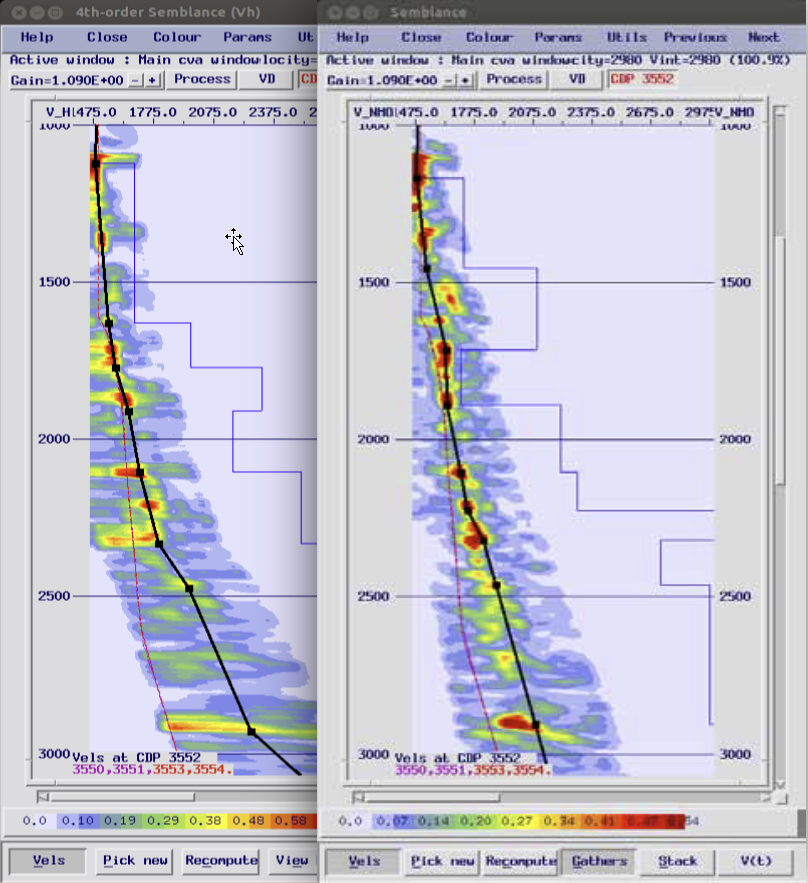 4th-order Semblance (Vh)
Help Close Colour Params Ut
Active window : Main cva windowlocity=
Gain=1.090E+00 - + Process VD CD
V_H(475.0 1775.0 2075.0 2375.0 2
1000
1500
2000
2500
3000
Vels at CDP 3552
3550,3551,3553,3554.
0.0 0.10 0.19 0.29 0.38 0.48 0.58
Vels Pick new Recompute View
Semblance
Help Close Colour Params Utils Previous Next
Active window : Main cva windowcity=2980 Vint=2980 (100.9%)
Gain=1.090E+00 - + Process VD CDP 3552
V_NMO(475.0 1775.0 2075.0 2375.0 2675.0 2975V_NMO
1000 1000
1500 1500
2000 2000
2500 2500
3000 3000
Vels at CDP 3552
3550,3551,3553,3554.
0.0 0.07 0.14 0.20 0.27 0.34 0.41 0.47 0.54
Vels Pick new Recompute Gathers Stack V(t)